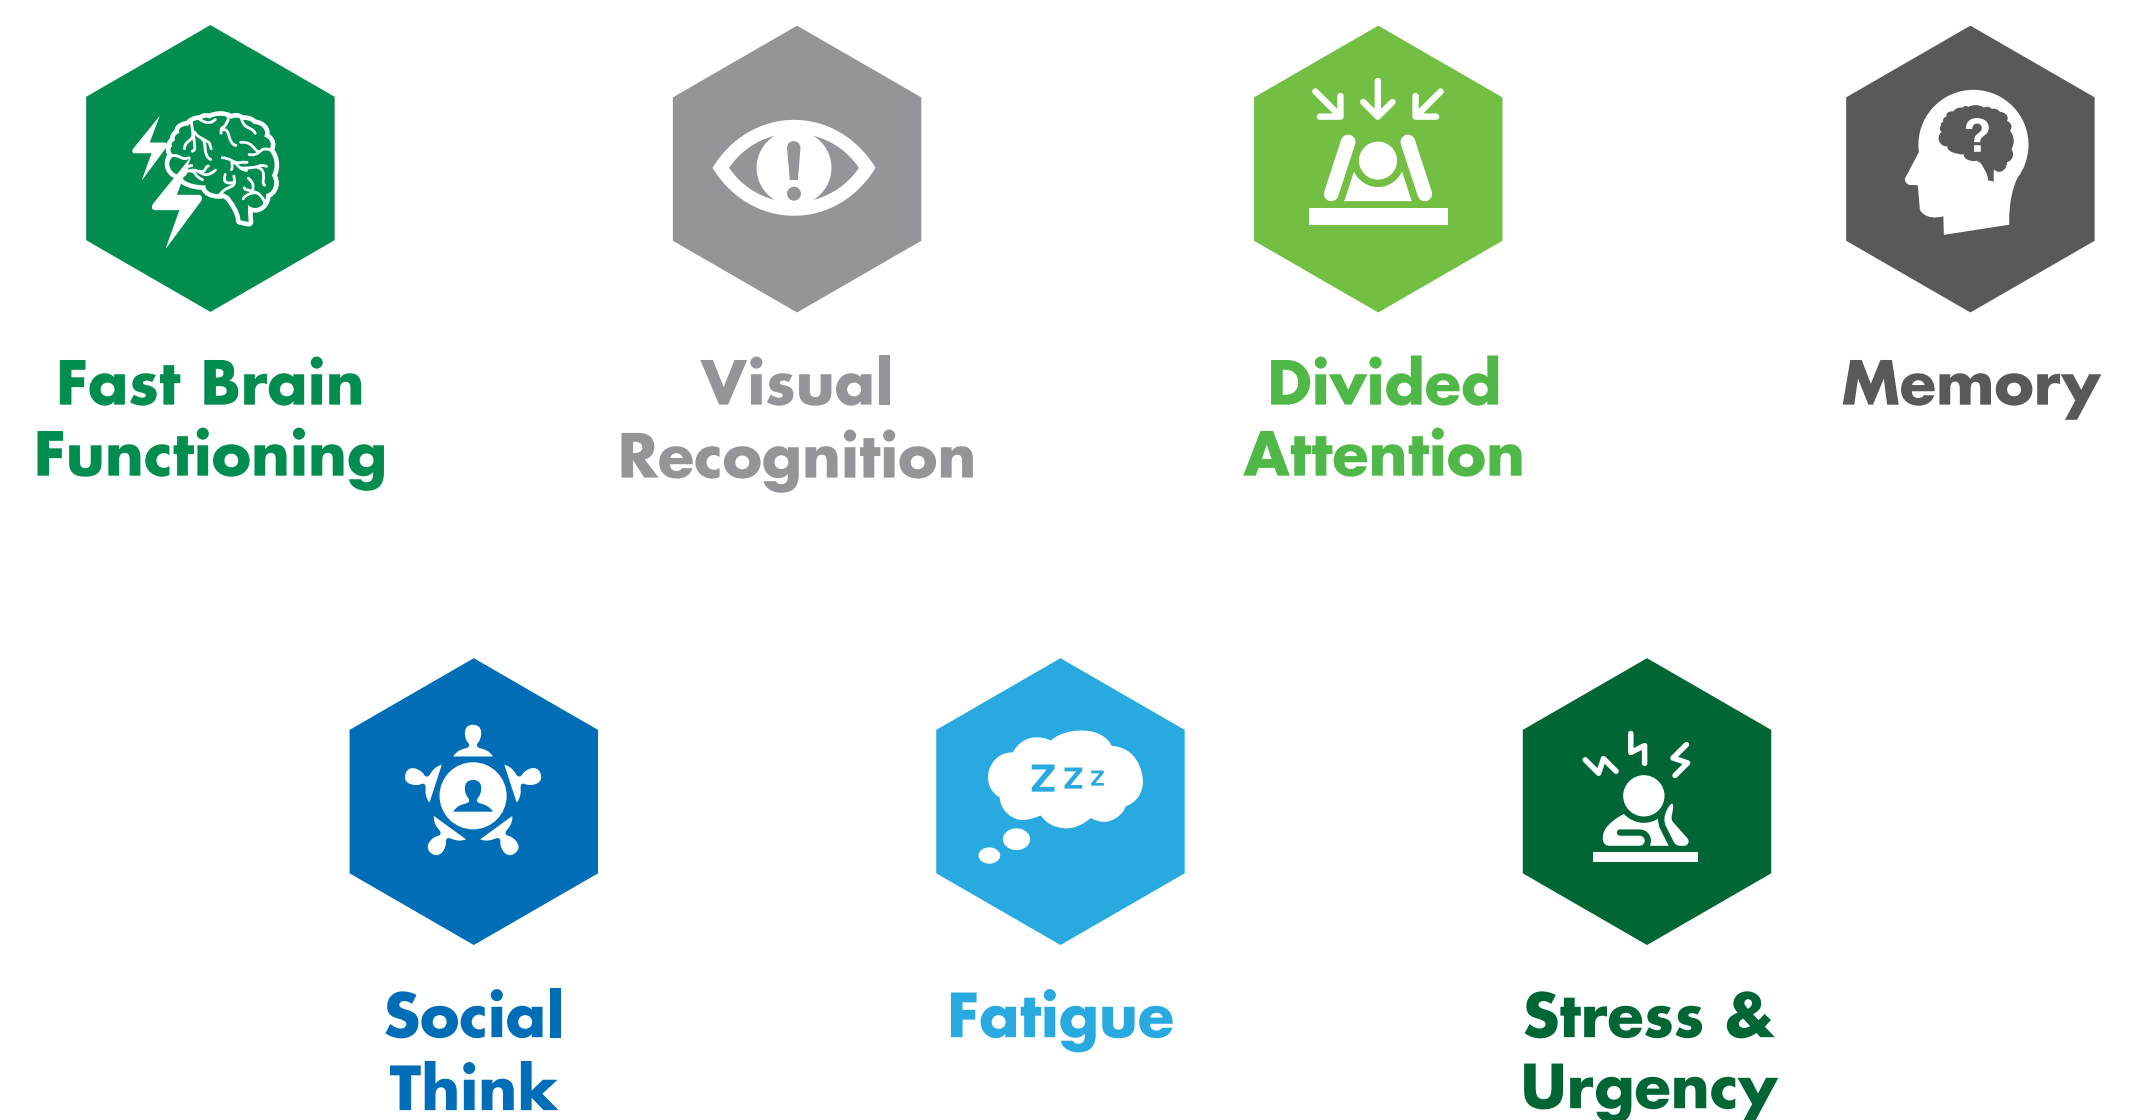 ?
Fast Brain
Functioning
Visual
Recognition
Divided
Attention
Memory
z z z
Social
Think
Fatigue
Stress &
Urgency